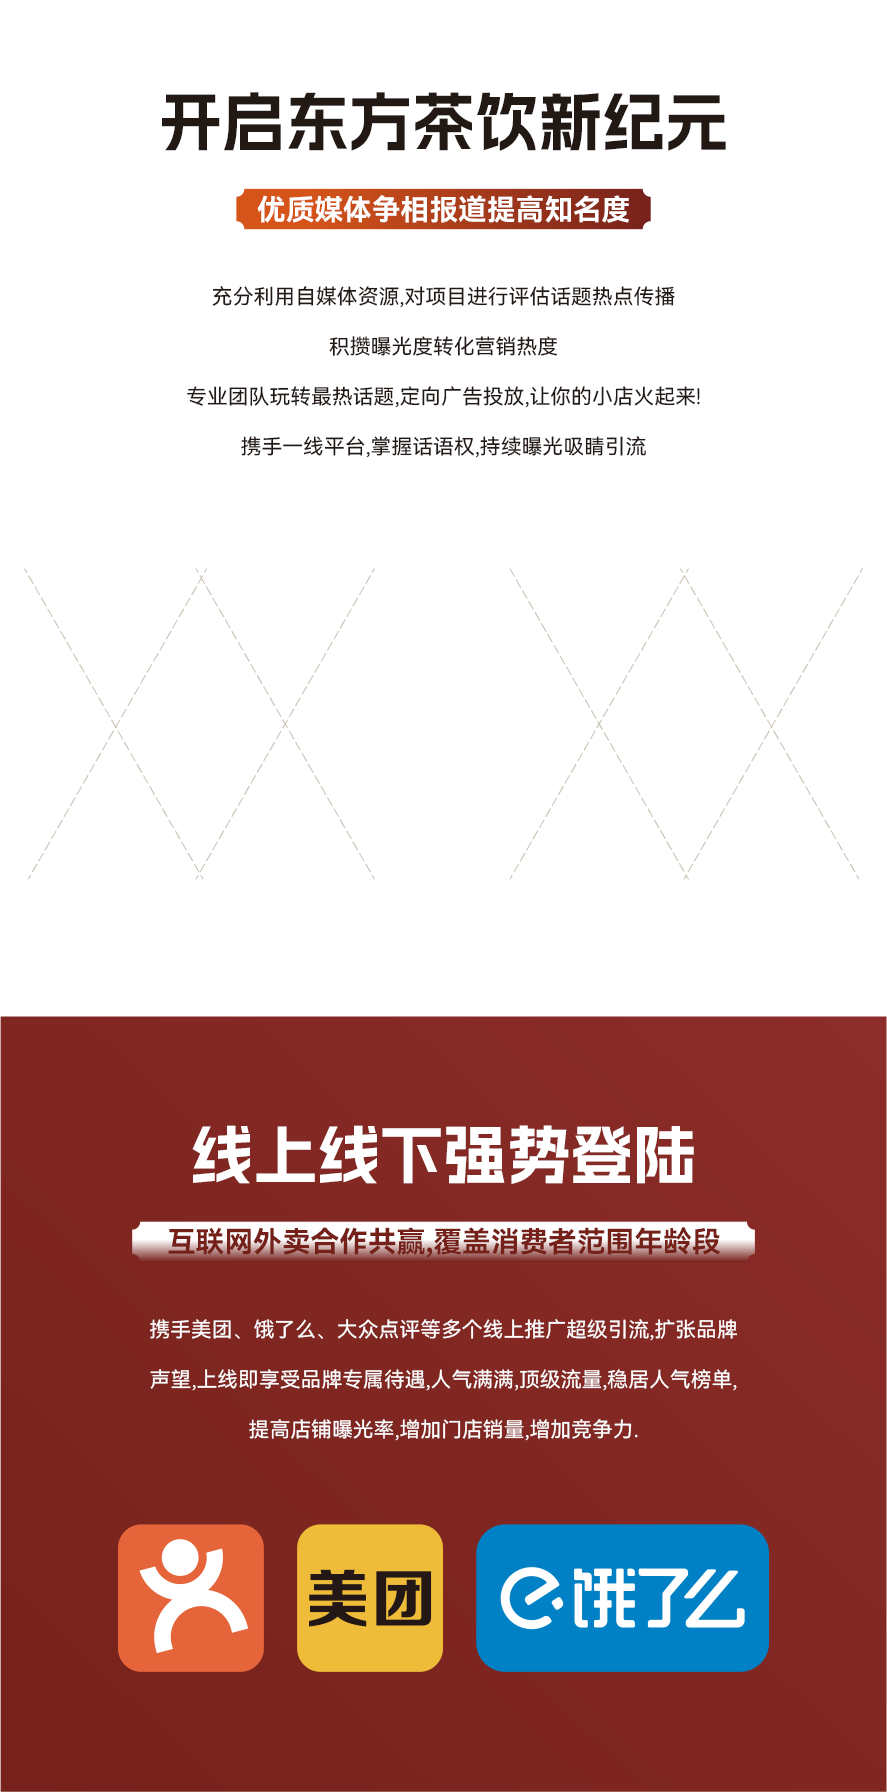 开启东方茶饮新纪元
优质媒体争相报道提高知名度
充分利用自媒体资源,对项目进行评估话题热点传播
积攒曝光度转化营销热度
专业团队玩转最热话题,定向广告投放,让你的小店火起来!
携手一线平台,掌握话语权,持续曝光吸睛引流
线上线下强势登陆
互联网外卖合作共赢,覆盖消费者范围年龄段
携手美团、饿了么、大众点评等多个线上推广超级引流,扩张品牌
声望,上线即享受品牌专属待遇,人气满满,顶级流量,稳居人气榜单,
提高店铺曝光率,增加门店销量,增加竞争力.
美团
e饿了么